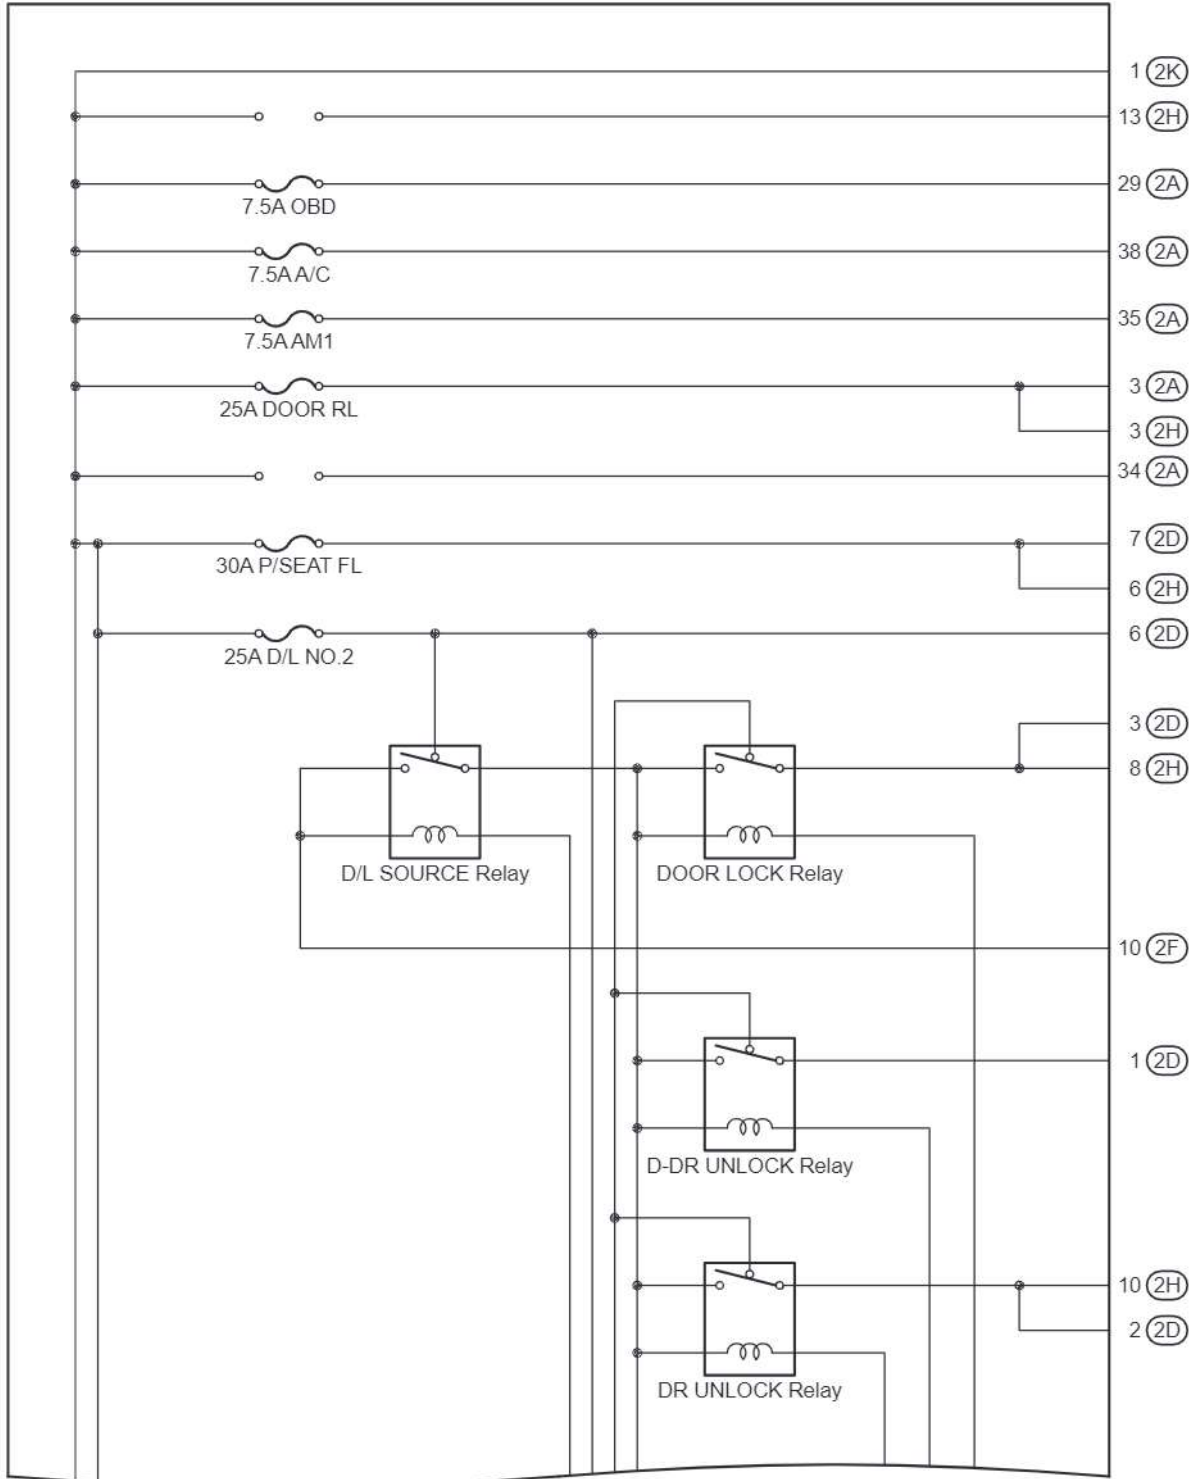 1 2K
13 2H
29 2A
7.5A OBD
38 2A
7.5A A/C
35 2A
7.5A AM1
3 2A
25A DOOR RL
3 2H
34 2A
7 2D
30A P/SEAT FL
6 2H
6 2D
25A D/L NO.2
3 2D
8 2H
D/L SOURCE Relay DOOR LOCK Relay
10 2F
1 2D
D-DR UNLOCK Relay
10 2H
2 2D
DR UNLOCK Relay